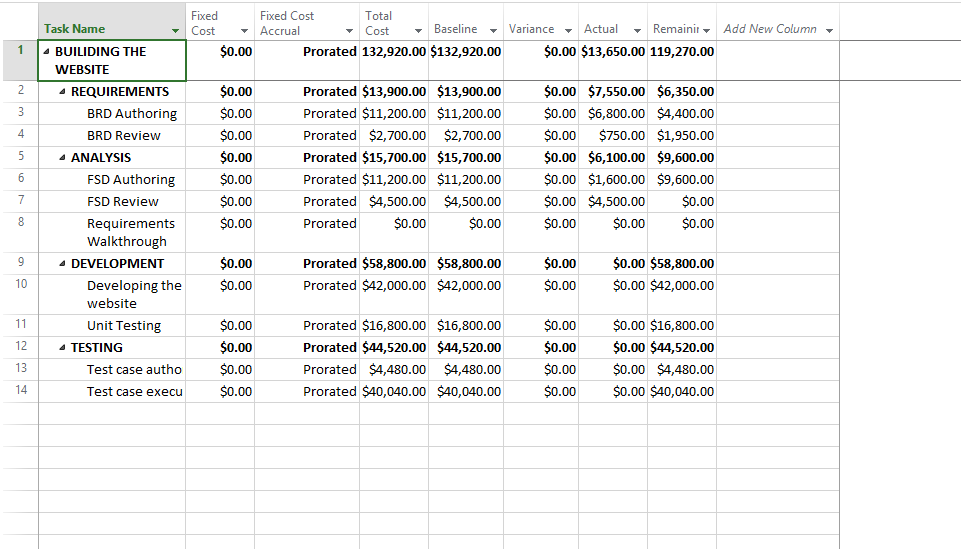 Task Name Fixed Cost Fixed Cost Accrual Total Cost Baseline Variance Actual Remainir Add New Column
1 BUILIDING THE WEBSITE $0.00 Prorated 132,920.00 $132,920.00 $0.00 $13,650.00 119,270.00
2 REQUIREMENTS $0.00 Prorated $13,900.00 $13,900.00 $0.00 $7,550.00 $6,350.00
3 BRD Authoring $0.00 Prorated $11,200.00 $11,200.00 $0.00 $6,800.00 $4,400.00
4 BRD Review $0.00 Prorated $2,700.00 $2,700.00 $0.00 $750.00 $1,950.00
5 ANALYSIS $0.00 Prorated $15,700.00 $15,700.00 $0.00 $6,100.00 $9,600.00
6 FSD Authoring $0.00 Prorated $11,200.00 $11,200.00 $0.00 $1,600.00 $9,600.00
7 FSD Review $0.00 Prorated $4,500.00 $4,500.00 $0.00 $4,500.00 $0.00
8 Requirements Walkthrough $0.00 Prorated $0.00 $0.00 $0.00 $0.00 $0.00
9 DEVELOPMENT $0.00 Prorated $58,800.00 $58,800.00 $0.00 $0.00 $58,800.00
10 Developing the website $0.00 Prorated $42,000.00 $42,000.00 $0.00 $0.00 $42,000.00
11 Unit Testing $0.00 Prorated $16,800.00 $16,800.00 $0.00 $0.00 $16,800.00
12 TESTING $0.00 Prorated $44,520.00 $44,520.00 $0.00 $0.00 $44,520.00
13 Test case autho $0.00 Prorated $4,480.00 $4,480.00 $0.00 $0.00 $4,480.00
14 Test case execu $0.00 Prorated $40,040.00 $40,040.00 $0.00 $0.00 $40,040.00